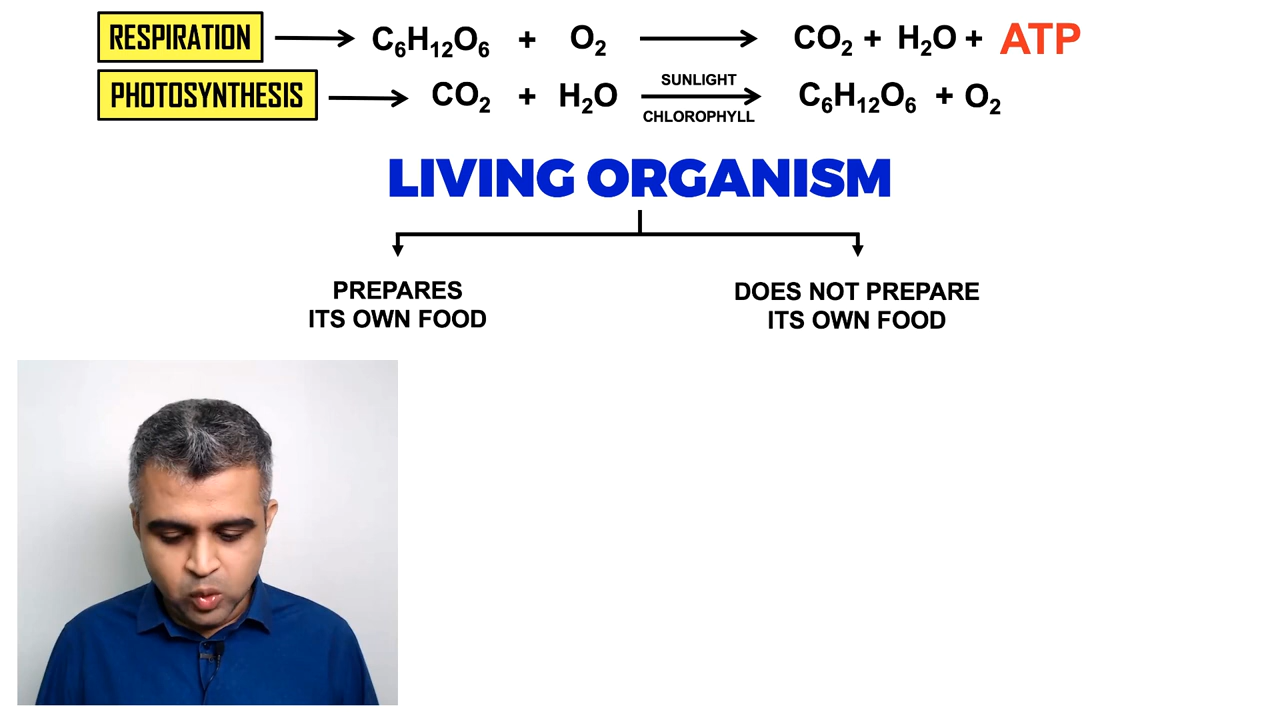 RESPIRATION → C₆H₁₂O₆ + O₂ → CO₂ + H₂O + ATP
PHOTOSYNTHESIS → CO₂ + H₂O SUNLIGHT → CHLOROPHYLL C₆H₁₂O₆ + O₂
LIVING ORGANISM
PREPARES
ITS OWN FOOD
DOES NOT PREPARE
ITS OWN FOOD